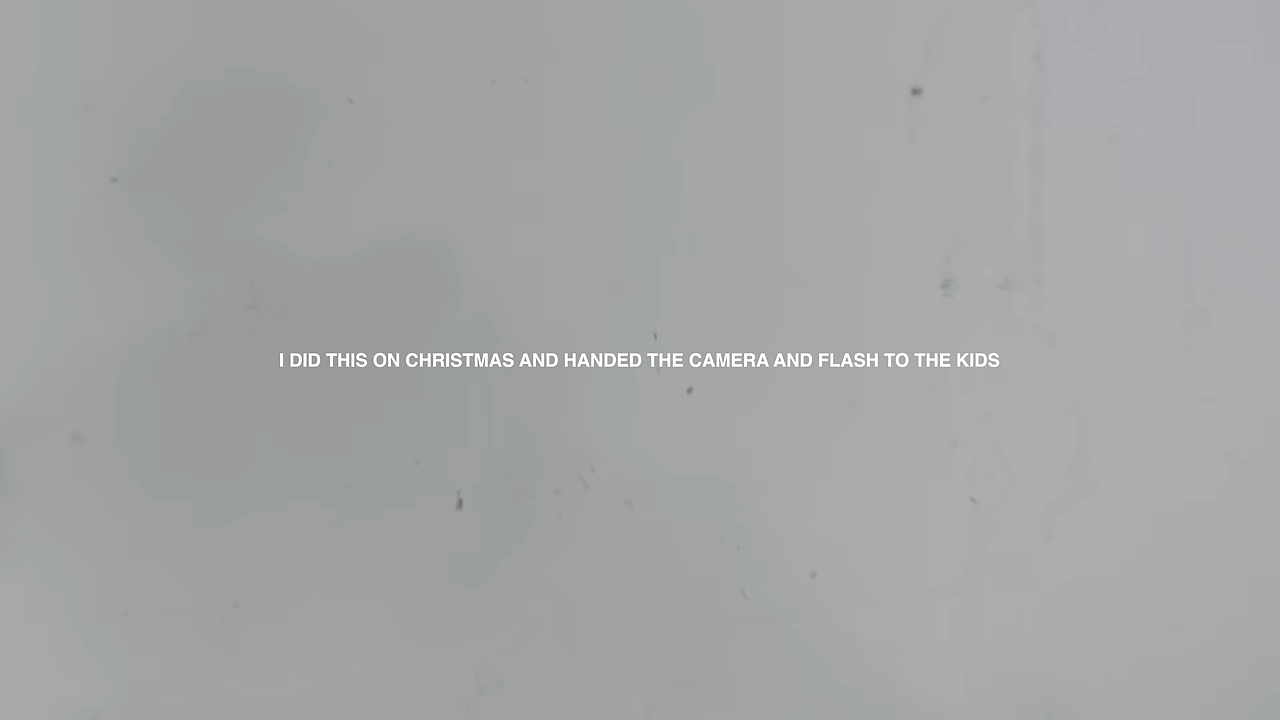 I DID THIS ON CHRISTMAS AND HANDED THE CAMERA AND FLASH TO THE KIDS